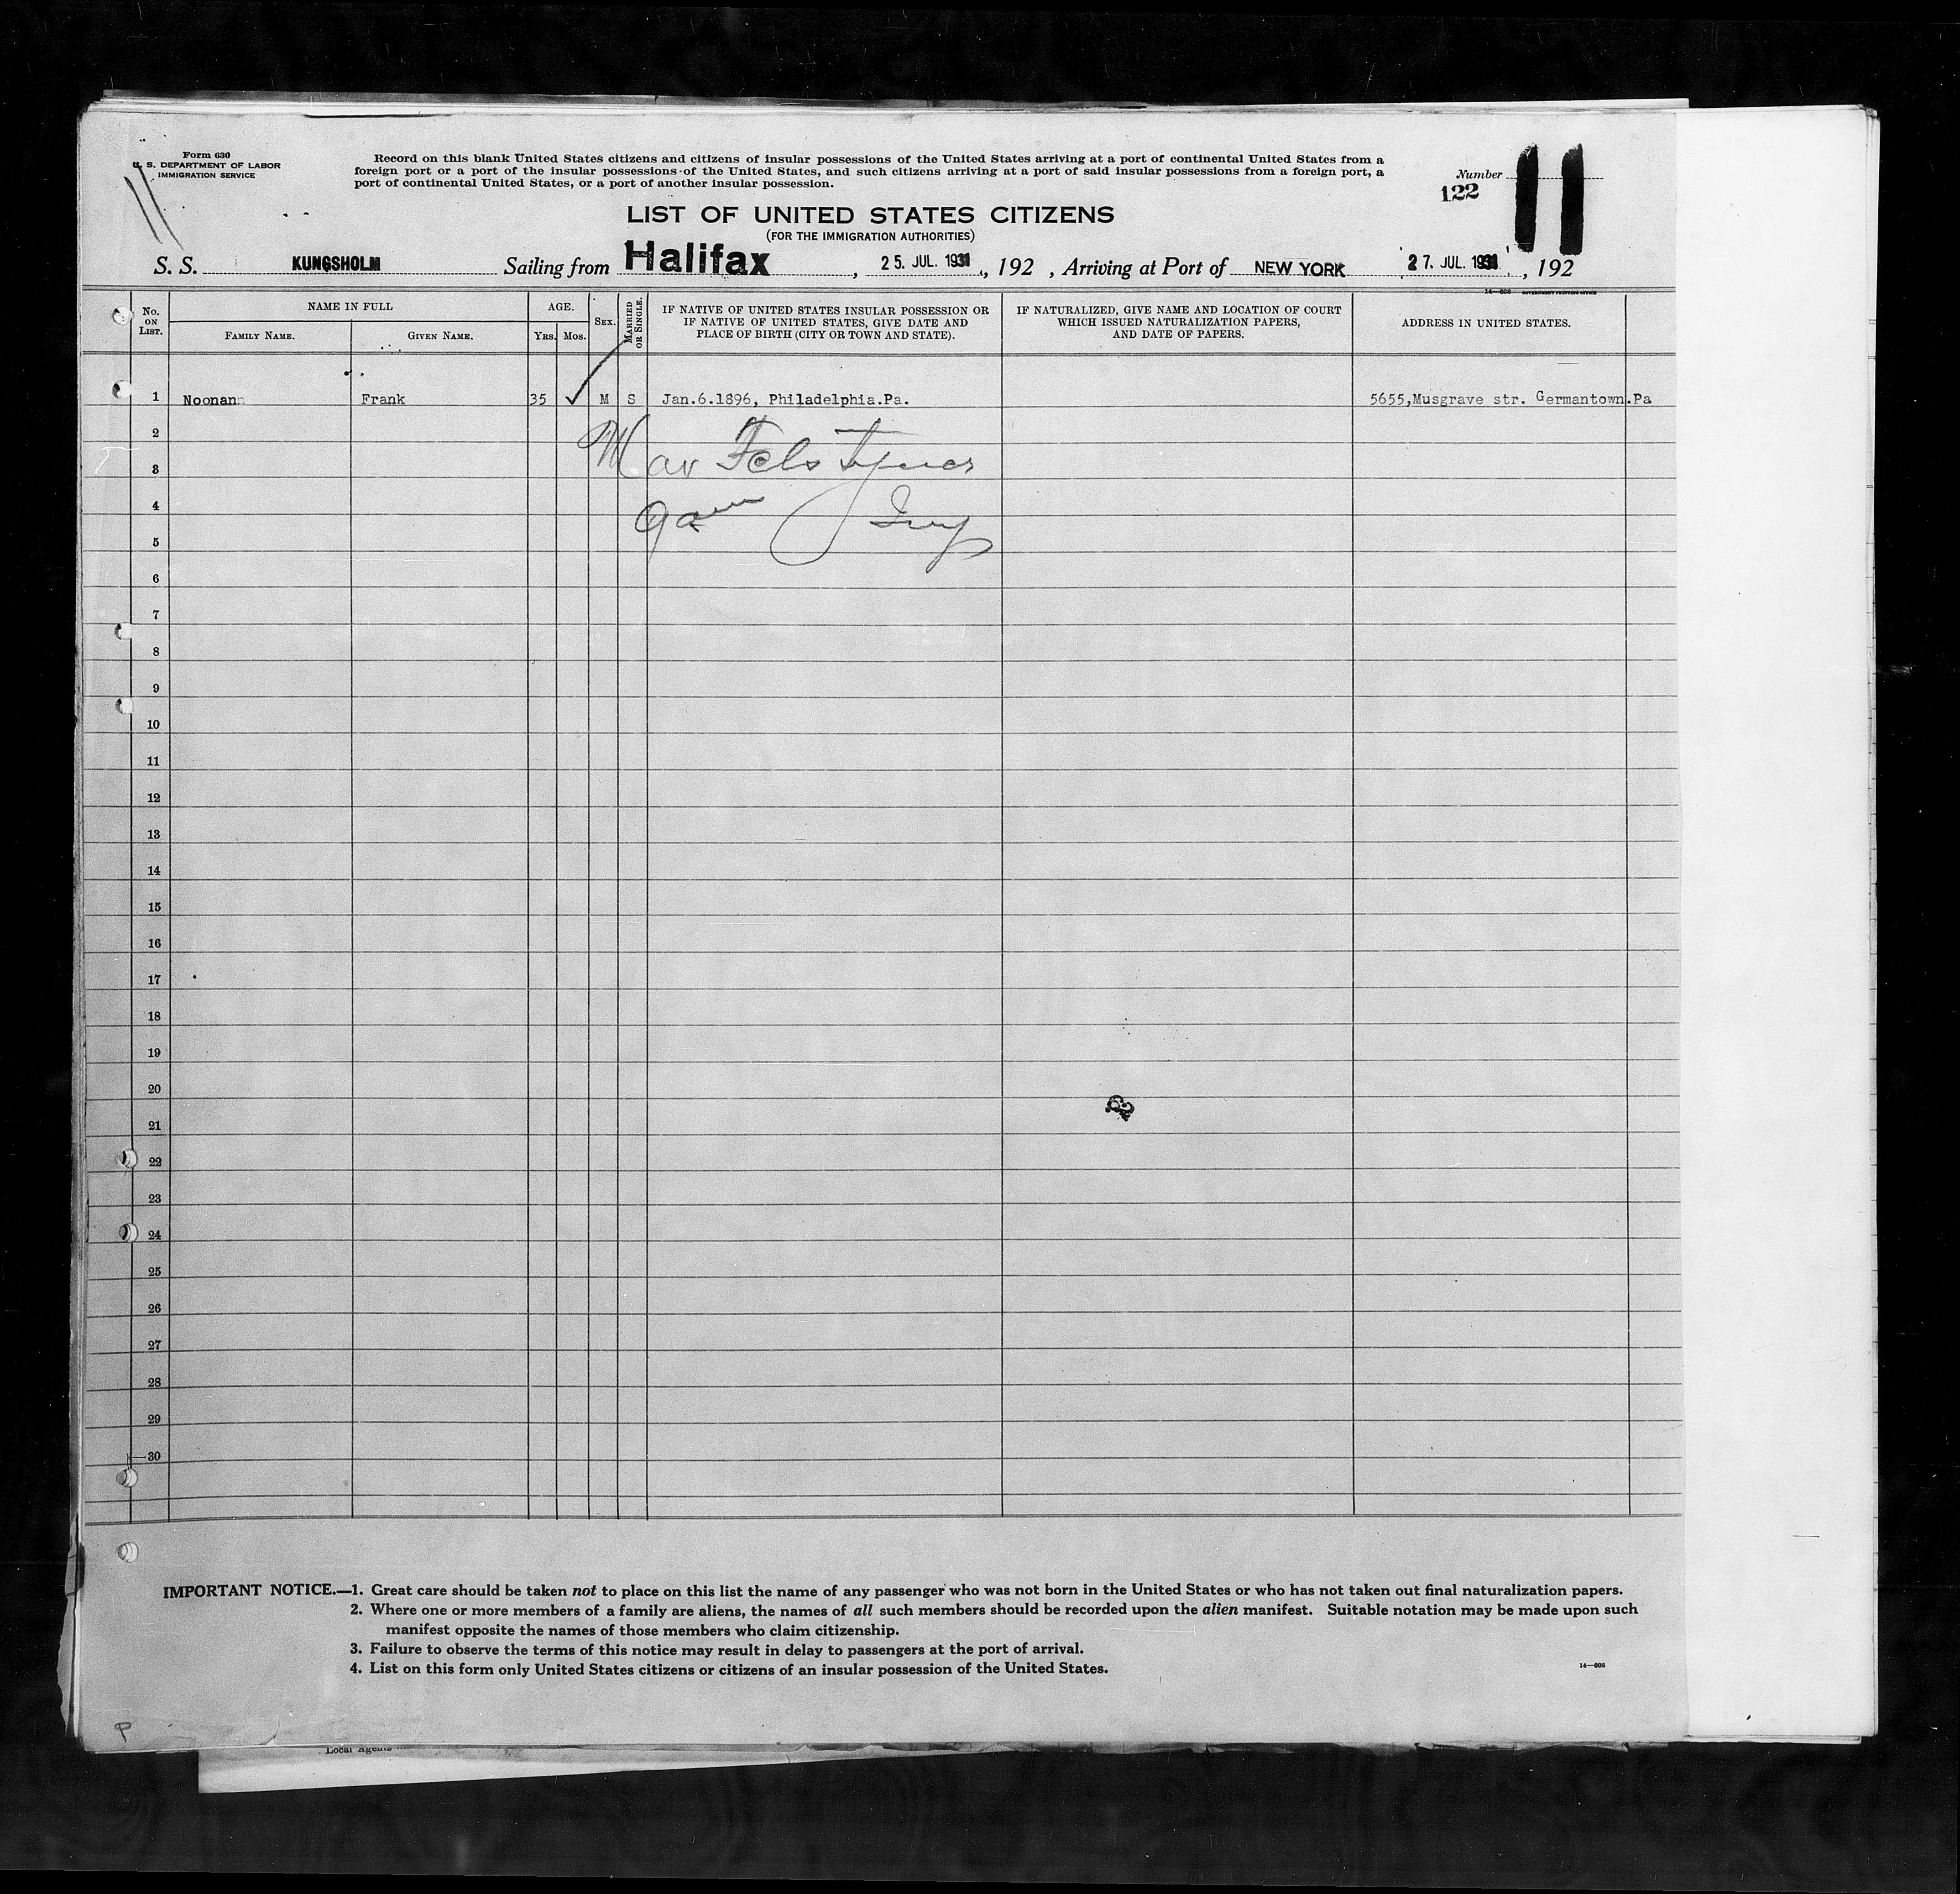 Form 630
U. S. DEPARTMENT OF LABOR
IMMIGRATION SERVICE
Record on this blank United States citizens and citizens of insular possessions of the United States arriving at a port of continental United States from a
foreign port or a port of the insular possessions of the United States, and such citizens arriving at a port of said insular possessions from a foreign port, a
port of continental United States, or a port of another insular possession.
Number 11
122
LIST OF UNITED STATES CITIZENS
(FOR THE IMMIGRATION AUTHORITIES)
S. S. KUNGSHOLM Sailing from Halifax, 25. JUL. 1931, 192 , Arriving at Port of NEW YORK 27. JUL. 1931, 192
14—608 GOVERNMENT PRINTING OFFICE
No. ON LIST. NAME IN FULL AGE. SEX. MARRIED OR SINGLE. IF NATIVE OF UNITED STATES INSULAR POSSESSION OR IF NATIVE OF UNITED STATES, GIVE DATE AND PLACE OF BIRTH (CITY OR TOWN AND STATE). IF NATURALIZED, GIVE NAME AND LOCATION OF COURT WHICH ISSUED NATURALIZATION PAPERS, AND DATE OF PAPERS. ADDRESS IN UNITED STATES.
FAMILY NAME. GIVEN NAME. YRS. MOS.
1 Noonan Frank 35 ✓ M S Jan.6.1896, Philadelphia.Pa. 5655,Musgrave str. Germantown.Pa
2
3
4
5
6
7
8
9
10
11
12
13
14
15
16
17
18
19
20
21
22
23
24
25
26
27
28
29
30
IMPORTANT NOTICE.—1. Great care should be taken not to place on this list the name of any passenger who was not born in the United States or who has not taken out final naturalization papers.
2. Where one or more members of a family are aliens, the names of all such members should be recorded upon the alien manifest. Suitable notation may be made upon such
manifest opposite the names of those members who claim citizenship.
3. Failure to observe the terms of this notice may result in delay to passengers at the port of arrival.
4. List on this form only United States citizens or citizens of an insular possession of the United States.
14—608
P
Local Agents